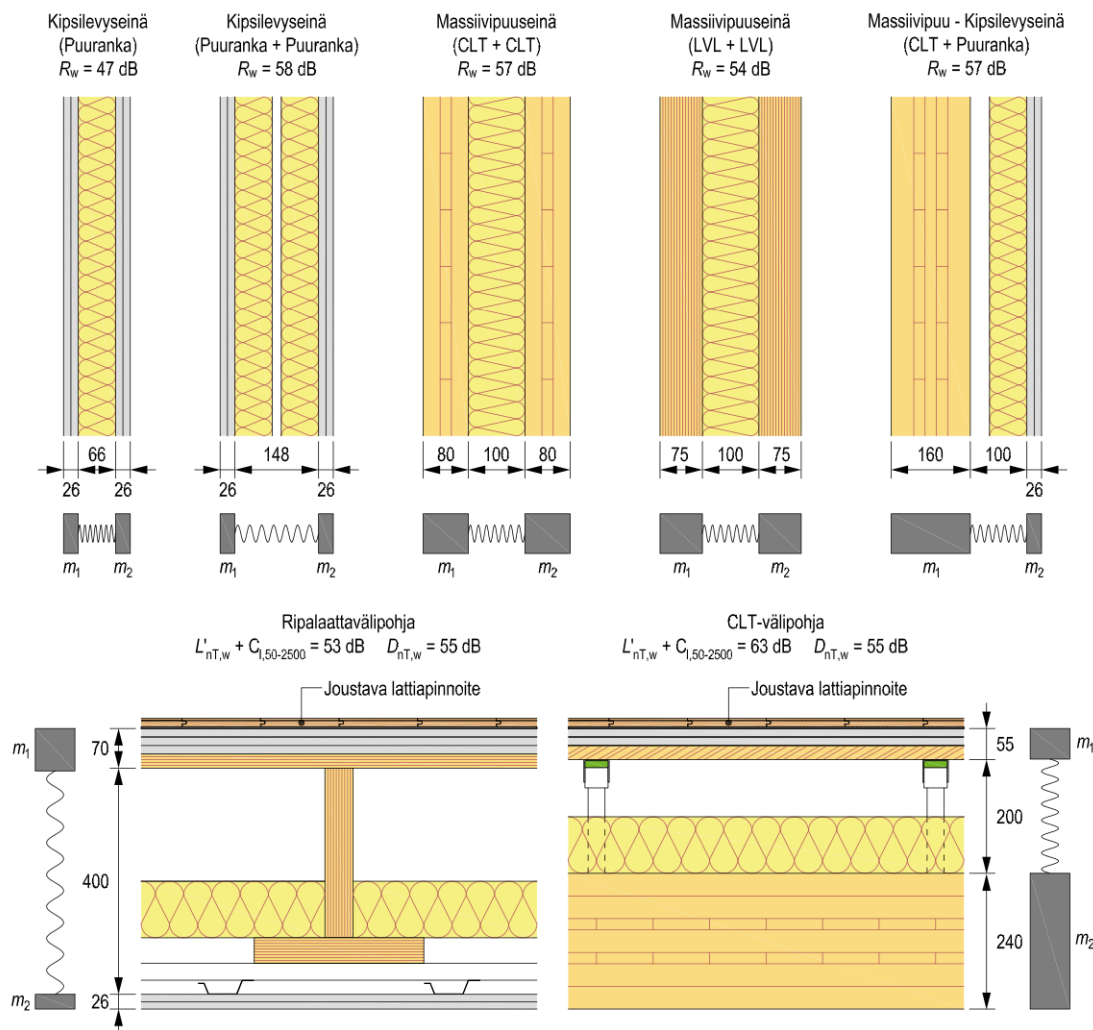 Kipsilevyseinä
(Puuranka)
Rw = 47 dB
Kipsilevyseinä
(Puuranka + Puuranka)
Rw = 58 dB
Massiivipuuseinä
(CLT + CLT)
Rw = 57 dB
Massiivipuuseinä
(LVL + LVL)
Rw = 54 dB
Massiivipuu - Kipsilevyseinä
(CLT + Puuranka)
Rw = 57 dB
66
26 26
m1 m2
148
26 26
m1 m2
80 100 80
m1 m2
75 100 75
m1 m2
160 100
26
m1 m2
Ripalaattavälipohja
L'nT,w + CI,50-2500 = 53 dB DnT,w = 55 dB
Joustava lattiapinnoite
m1
70
400
26
m2
CLT-välipohja
L'nT,w + CI,50-2500 = 63 dB DnT,w = 55 dB
Joustava lattiapinnoite
55
m1
200
240
m2